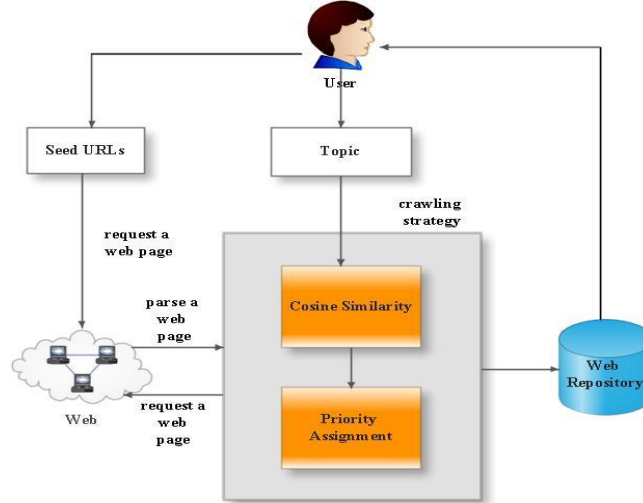 User
Seed URLs
Topic
crawling
strategy
request a
web page
Cosine Similarity
parse a
web
page
Web
request a
web
page
Priority
Assignment
Web
Repository